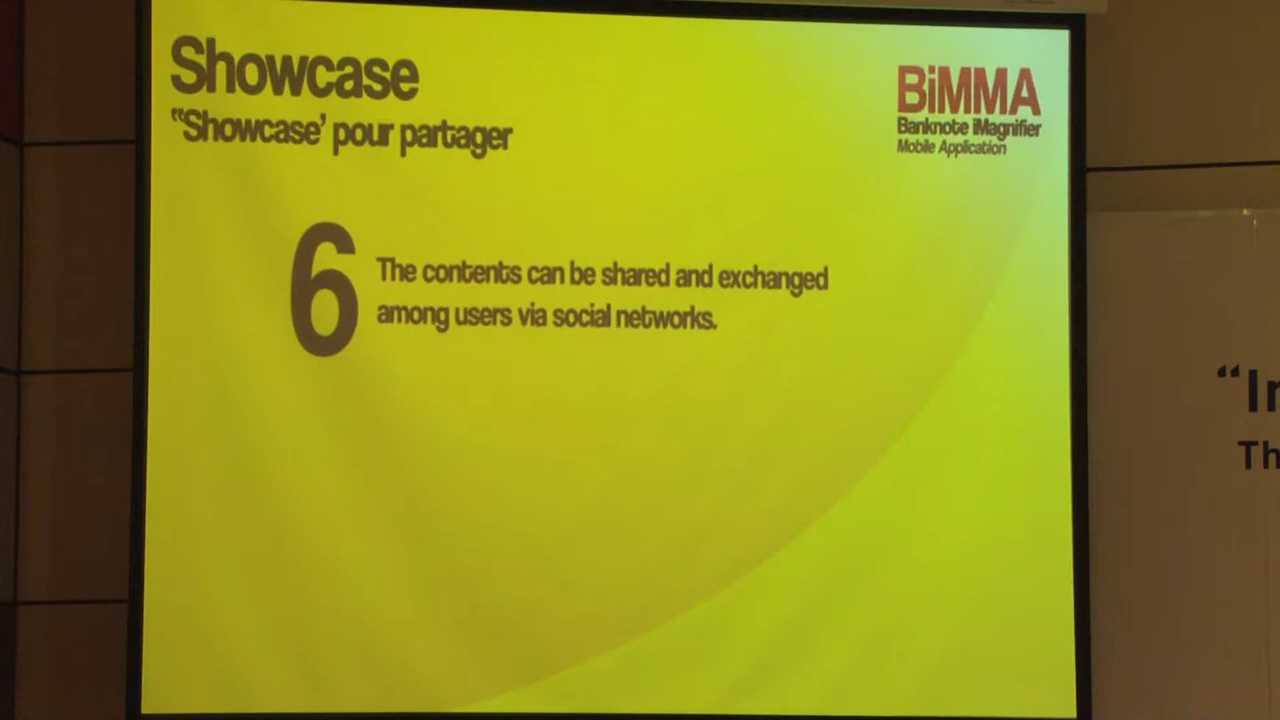 Showcase
"Showcase' pour partager
BiMMA
Banknote iMagnifier
Mobile Application
6
The contents can be shared and exchanged
among users via social networks.